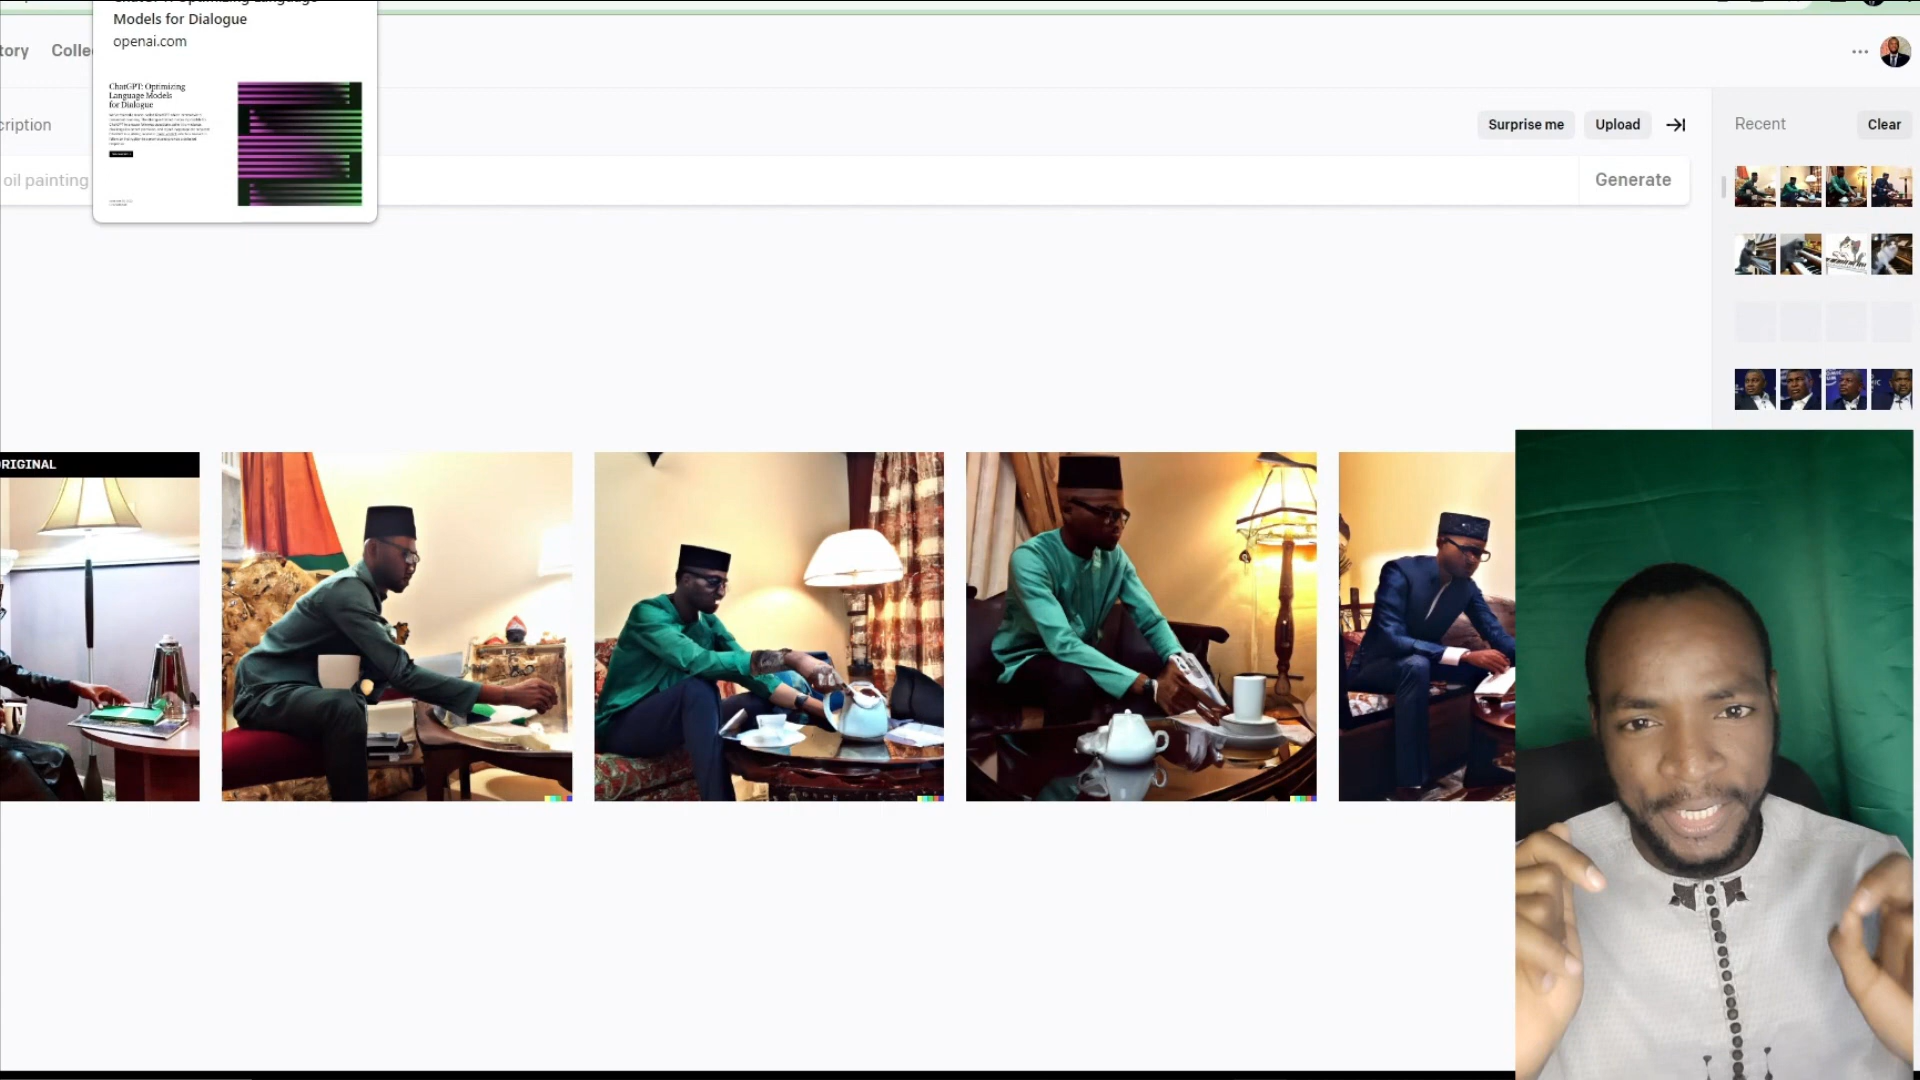 Models for Dialogue
openai.com
ChatGPT: Optimizing
Language Models
for Dialogue
tory
Colle
cription
Surprise me
Upload
Recent
Clear
oil painting
Generate
RIGINAL